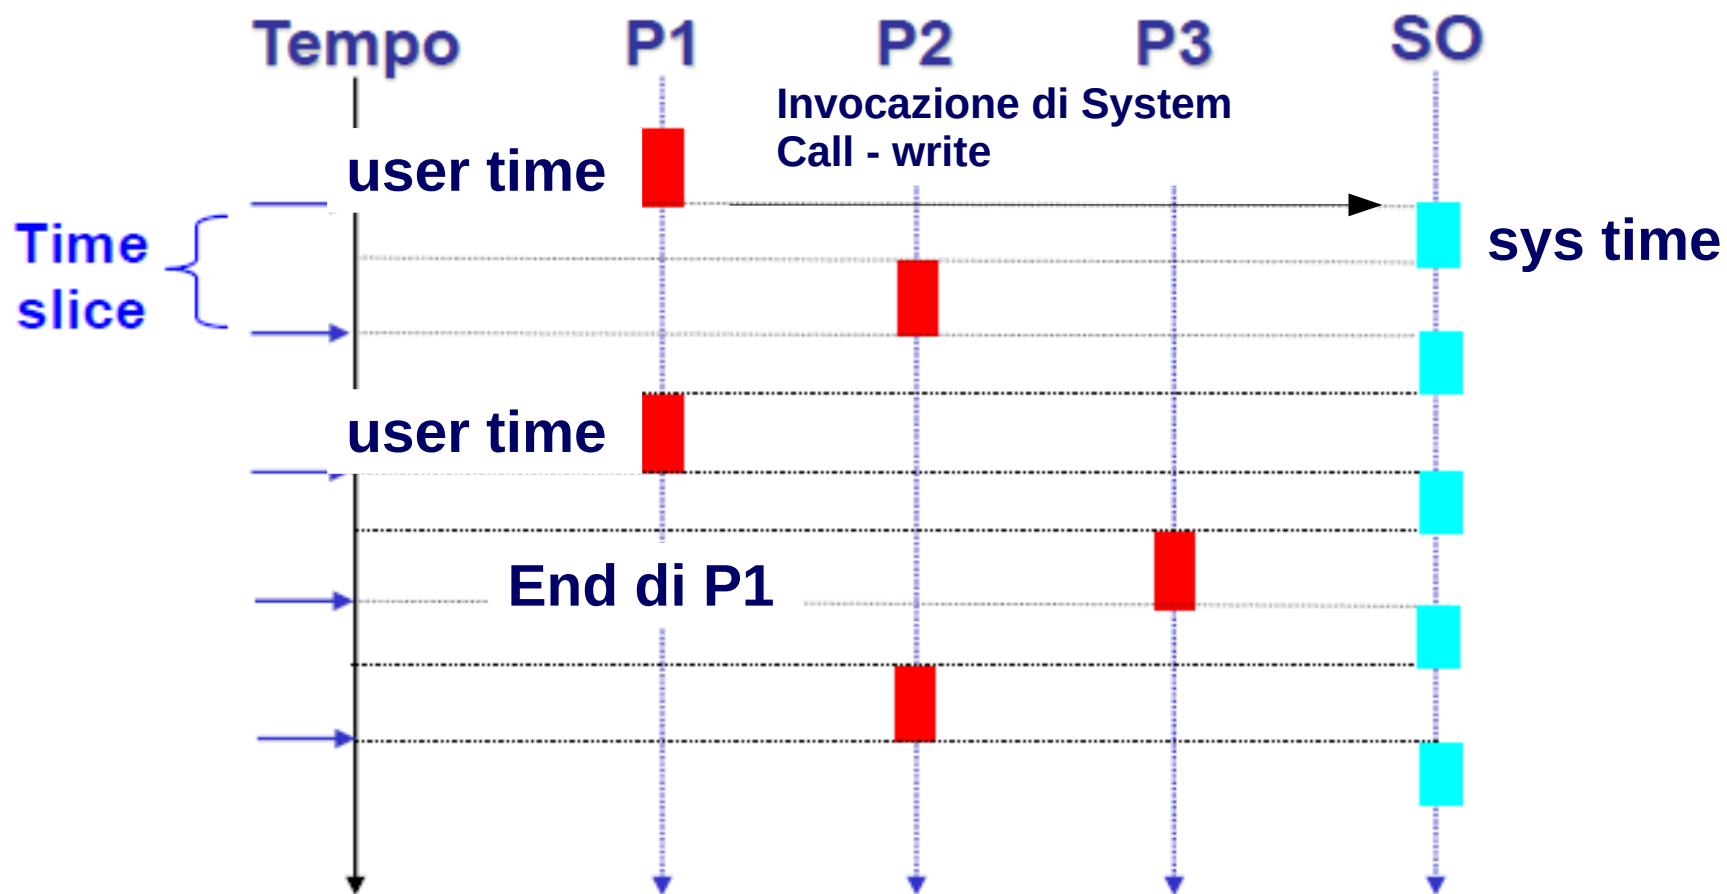 Tempo P1 P2 P3 SO
Invocazione di System
Call - write
user time
Time
slice
sys time
user time
End di P1